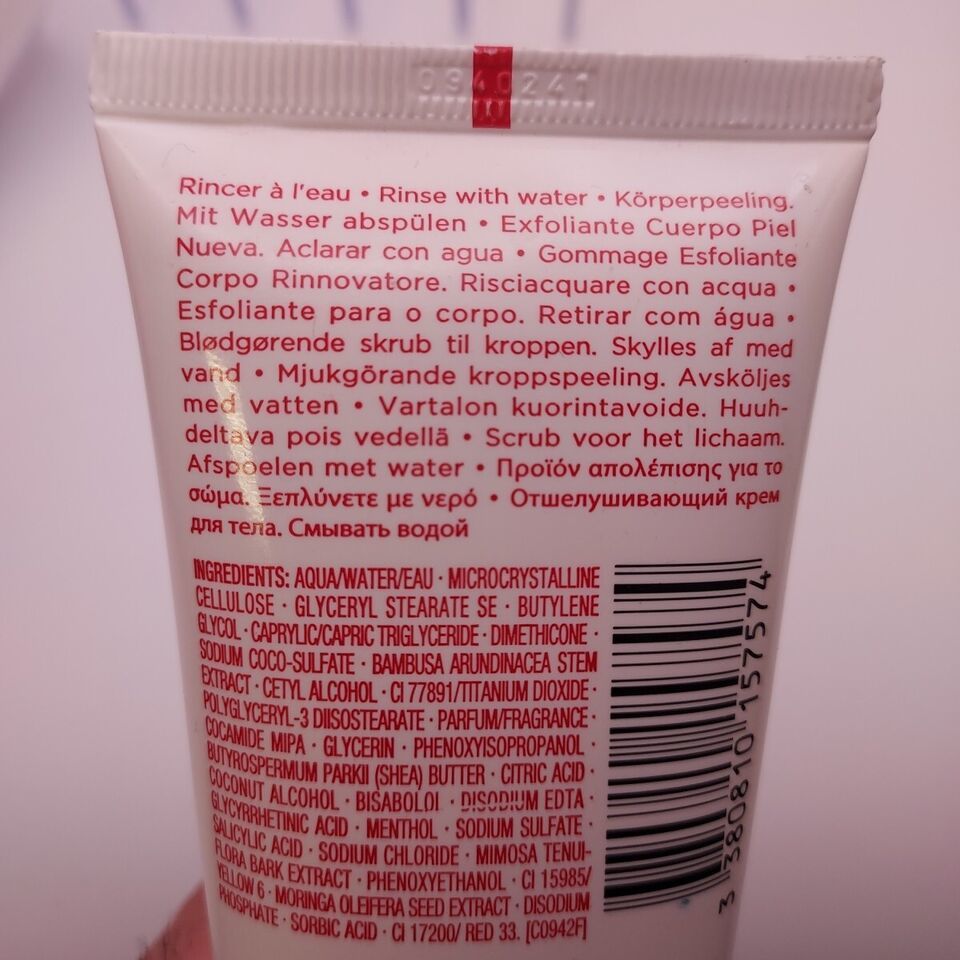 0940241
Rincer à l'eau • Rinse with water • Körperpeeling.
Mit Wasser abspülen • Exfoliante Cuerpo Piel
Nueva. Aclarar con agua • Gommage Esfoliante
Corpo Rinnovatore. Risciacquare con acqua •
Esfoliante para o corpo. Retirar com água •
Blødgørende skrub til kroppen. Skylles af med
vand • Mjukgörande kroppspeeling. Avsköljes
med vatten • Vartalon kuorintavoide. Huuh-
deltava pois vedellä • Scrub voor het lichaam.
Afspoelen met water • Προϊόν απολέπισης για το
σώμα. Ξεπλύνετε με νερό • Отшелушивающий крем
для тела. Смывать водой
INGREDIENTS: AQUA/WATER/EAU · MICROCRYSTALLINE
CELLULOSE · GLYCERYL STEARATE SE · BUTYLENE
GLYCOL · CAPRYLIC/CAPRIC TRIGLYCERIDE · DIMETHICONE ·
SODIUM COCO-SULFATE · BAMBUSA ARUNDINACEA STEM
EXTRACT · CETYL ALCOHOL · CI 77891/TITANIUM DIOXIDE ·
POLYGLYCERYL-3 DIISOSTEARATE · PARFUM/FRAGRANCE ·
COCAMIDE MIPA · GLYCERIN · PHENOXYISOPROPANOL ·
BUTYROSPERMUM PARKII (SHEA) BUTTER · CITRIC ACID ·
COCONUT ALCOHOL · BISABOLOL · DISODIUM EDTA ·
GLYCYRRHETINIC ACID · MENTHOL · SODIUM SULFATE ·
SALICYLIC ACID · SODIUM CHLORIDE · MIMOSA TENUI-
FLORA BARK EXTRACT · PHENOXYETHANOL · CI 15985/
YELLOW 6 · MORINGA OLEIFERA SEED EXTRACT · DISODIUM
PHOSPHATE · SORBIC ACID · CI 17200/ RED 33. [C0942F]
3 380810 157574